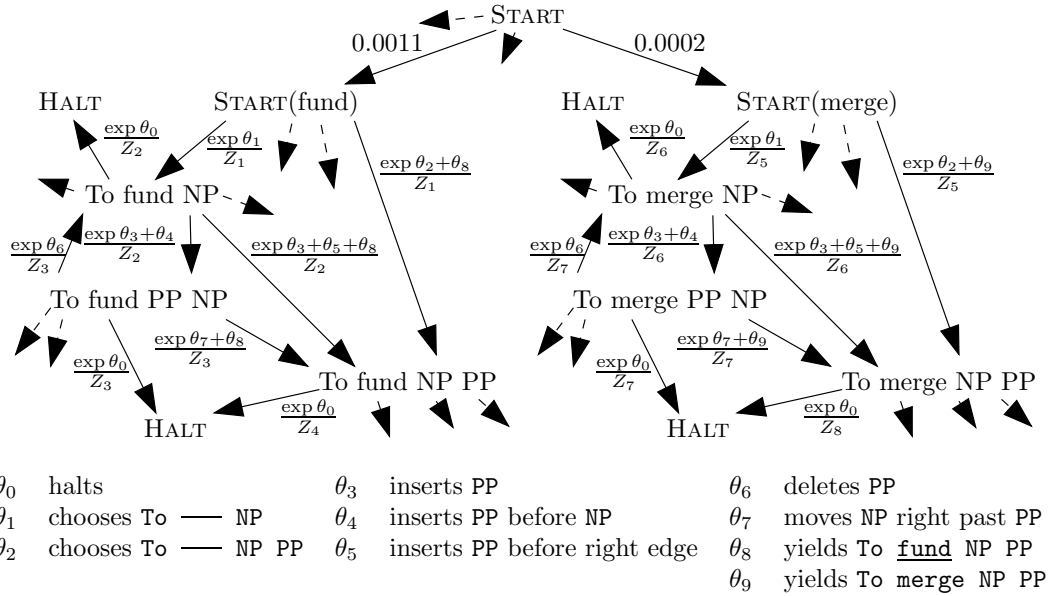 START
0.0011 0.0002
HALT START(fund) HALT START(merge)
exp θ0 / Z2 exp θ1 / Z1 exp θ2+θ8 / Z1 exp θ0 / Z6 exp θ1 / Z5 exp θ2+θ9 / Z5
To fund NP To merge NP
exp θ6 / Z3 exp θ3+θ4 / Z2 exp θ3+θ5+θ8 / Z2 exp θ6 / Z7 exp θ3+θ4 / Z6 exp θ3+θ5+θ9 / Z6
To fund PP NP To merge PP NP
exp θ0 / Z3 exp θ7+θ8 / Z3 exp θ0 / Z7 exp θ7+θ9 / Z7
To fund NP PP To merge NP PP
HALT exp θ0 / Z4 HALT exp θ0 / Z8
θ0 halts θ3 inserts PP θ6 deletes PP
θ1 chooses To —— NP θ4 inserts PP before NP θ7 moves NP right past PP
θ2 chooses To —— NP PP θ5 inserts PP before right edge θ8 yields To fund NP PP
θ9 yields To merge NP PP